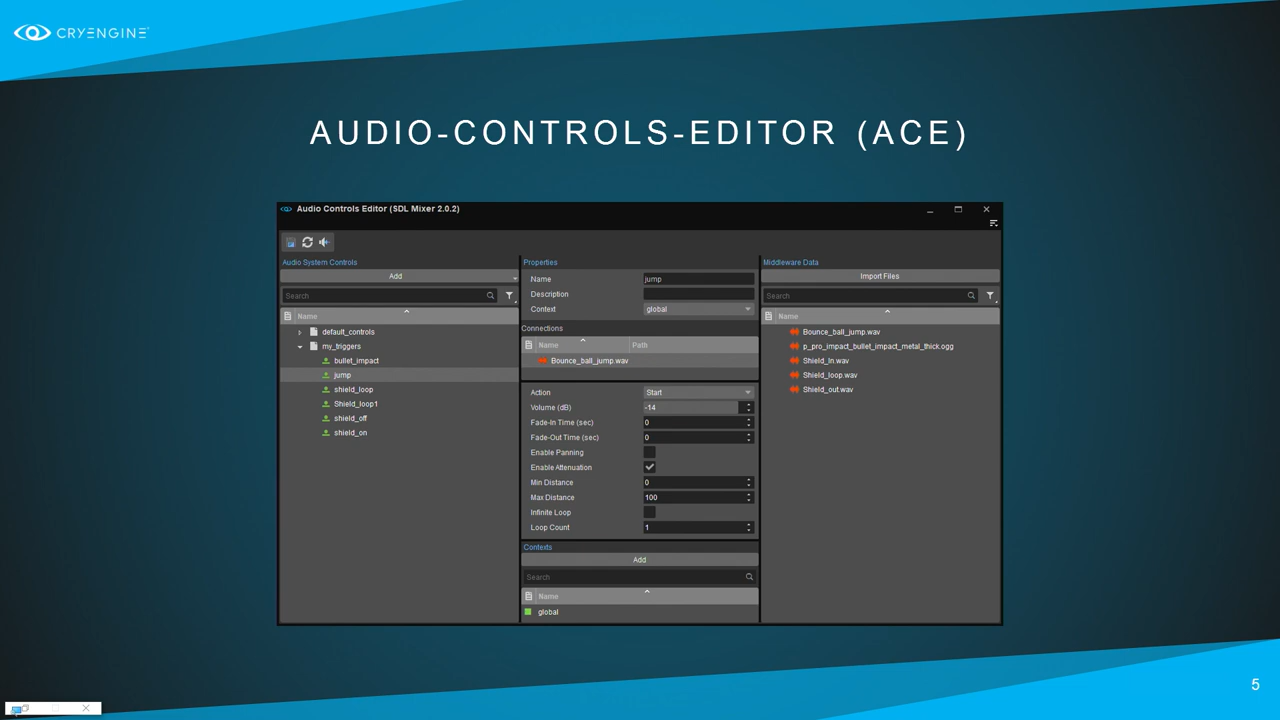 CRYENGINE
AUDIO-CONTROLS-EDITOR (ACE)
Audio Controls Editor (SDL Mixer 2.0.2)
Audio System Controls
Add
Search
Name
default_controls
my_triggers
bullet_impact
jump
shield_loop
Shield_loop1
shield_off
shield_on
Properties
Name jump
Description
Context global
Connections
Name Path
Bounce_ball_jump.wav
Action Start
Volume (dB) -14
Fade-In Time (sec) 0
Fade-Out Time (sec) 0
Enable Panning
Enable Attenuation
Min Distance 0
Max Distance 100
Infinite Loop
Loop Count 1
Contexts
Add
Search
Name
global
Middleware Data
Import Files
Search
Name
Bounce_ball_jump.wav
p_pro_impact_bullet_impact_metal_thick.ogg
Shield_In.wav
Shield_loop.wav
Shield_out.wav
5